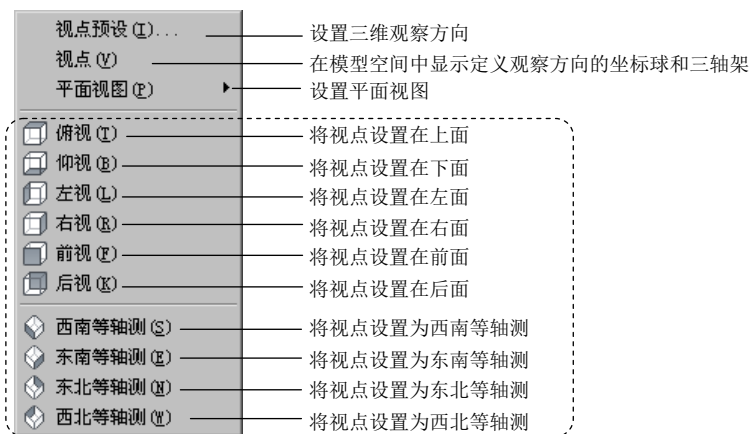 视点预设(I)... 设置三维观察方向
视点(V) 在模型空间中显示定义观察方向的坐标球和三轴架
平面视图(P) 设置平面视图
俯视(T) 将视点设置在上面
仰视(B) 将视点设置在下面
左视(L) 将视点设置在左面
右视(R) 将视点设置在右面
前视(F) 将视点设置在前面
后视(K) 将视点设置在后面
西南等轴测(S) 将视点设置为西南等轴测
东南等轴测(E) 将视点设置为东南等轴测
东北等轴测(N) 将视点设置为东北等轴测
西北等轴测(W) 将视点设置为西北等轴测